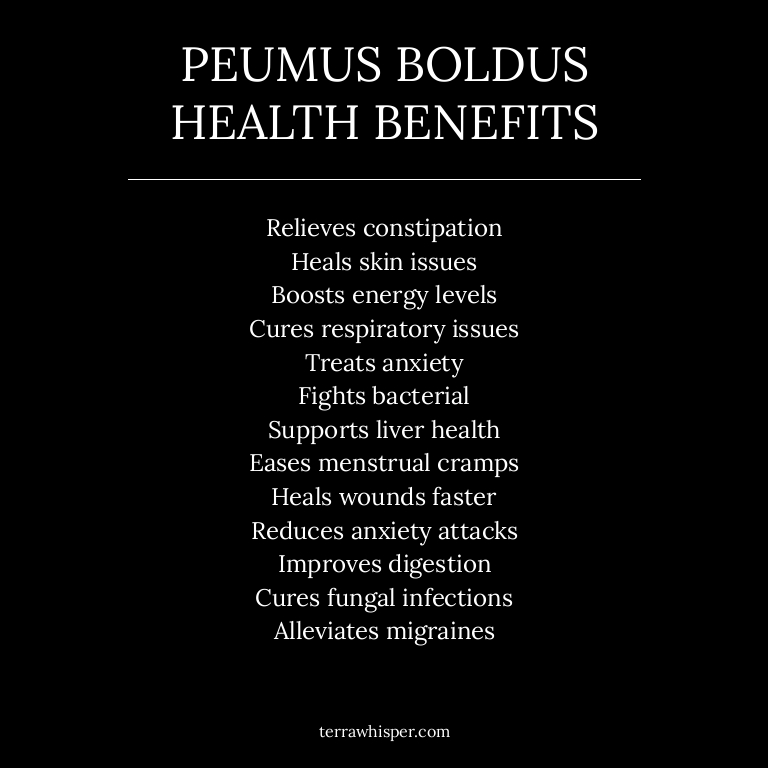 PEUMUS BOLDUS
HEALTH BENEFITS
Relieves constipation
Heals skin issues
Boosts energy levels
Cures respiratory issues
Treats anxiety
Fights bacterial
Supports liver health
Eases menstrual cramps
Heals wounds faster
Reduces anxiety attacks
Improves digestion
Cures fungal infections
Alleviates migraines
terrawhisper.com